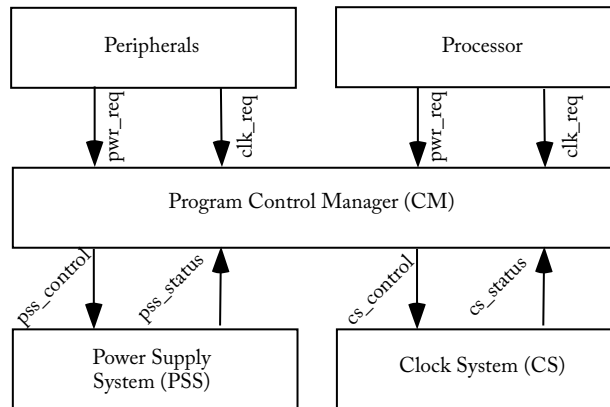 Peripherals
Processor
pwr_req
clk_req
pwr_req
clk_req
Program Control Manager (CM)
pss_control
pss_status
cs_control
cs_status
Power Supply
System (PSS)
Clock System (CS)